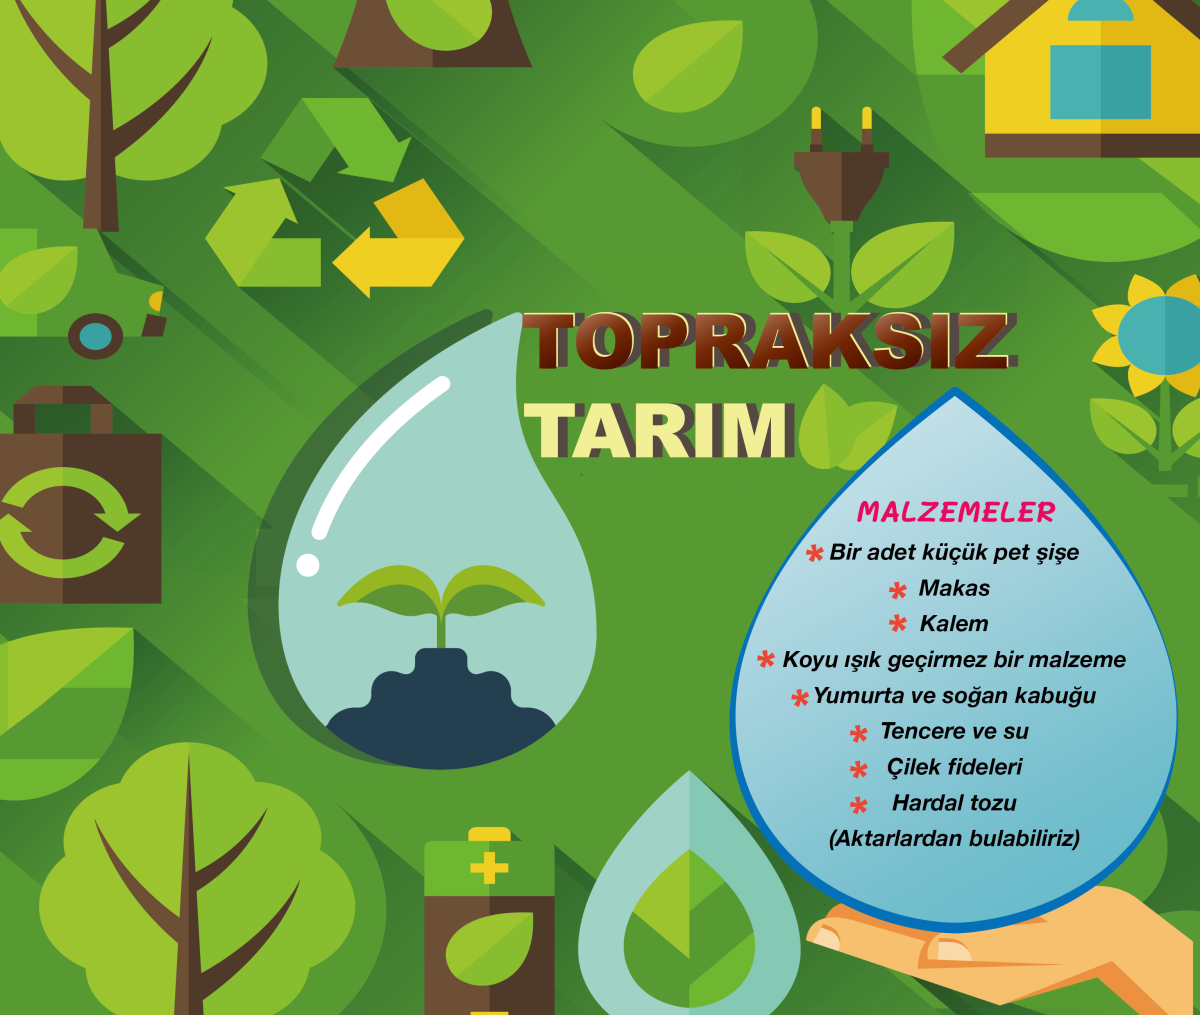 TOPRAKSIZ
TARIM
MALZEMELER
* Bir adet küçük pet şişe
* Makas
* Kalem
* Koyu ışık geçirmez bir malzeme
* Yumurta ve soğan kabuğu
* Tencere ve su
* Çilek fideleri
* Hardal tozu
(Aktarlardan bulabiliriz)